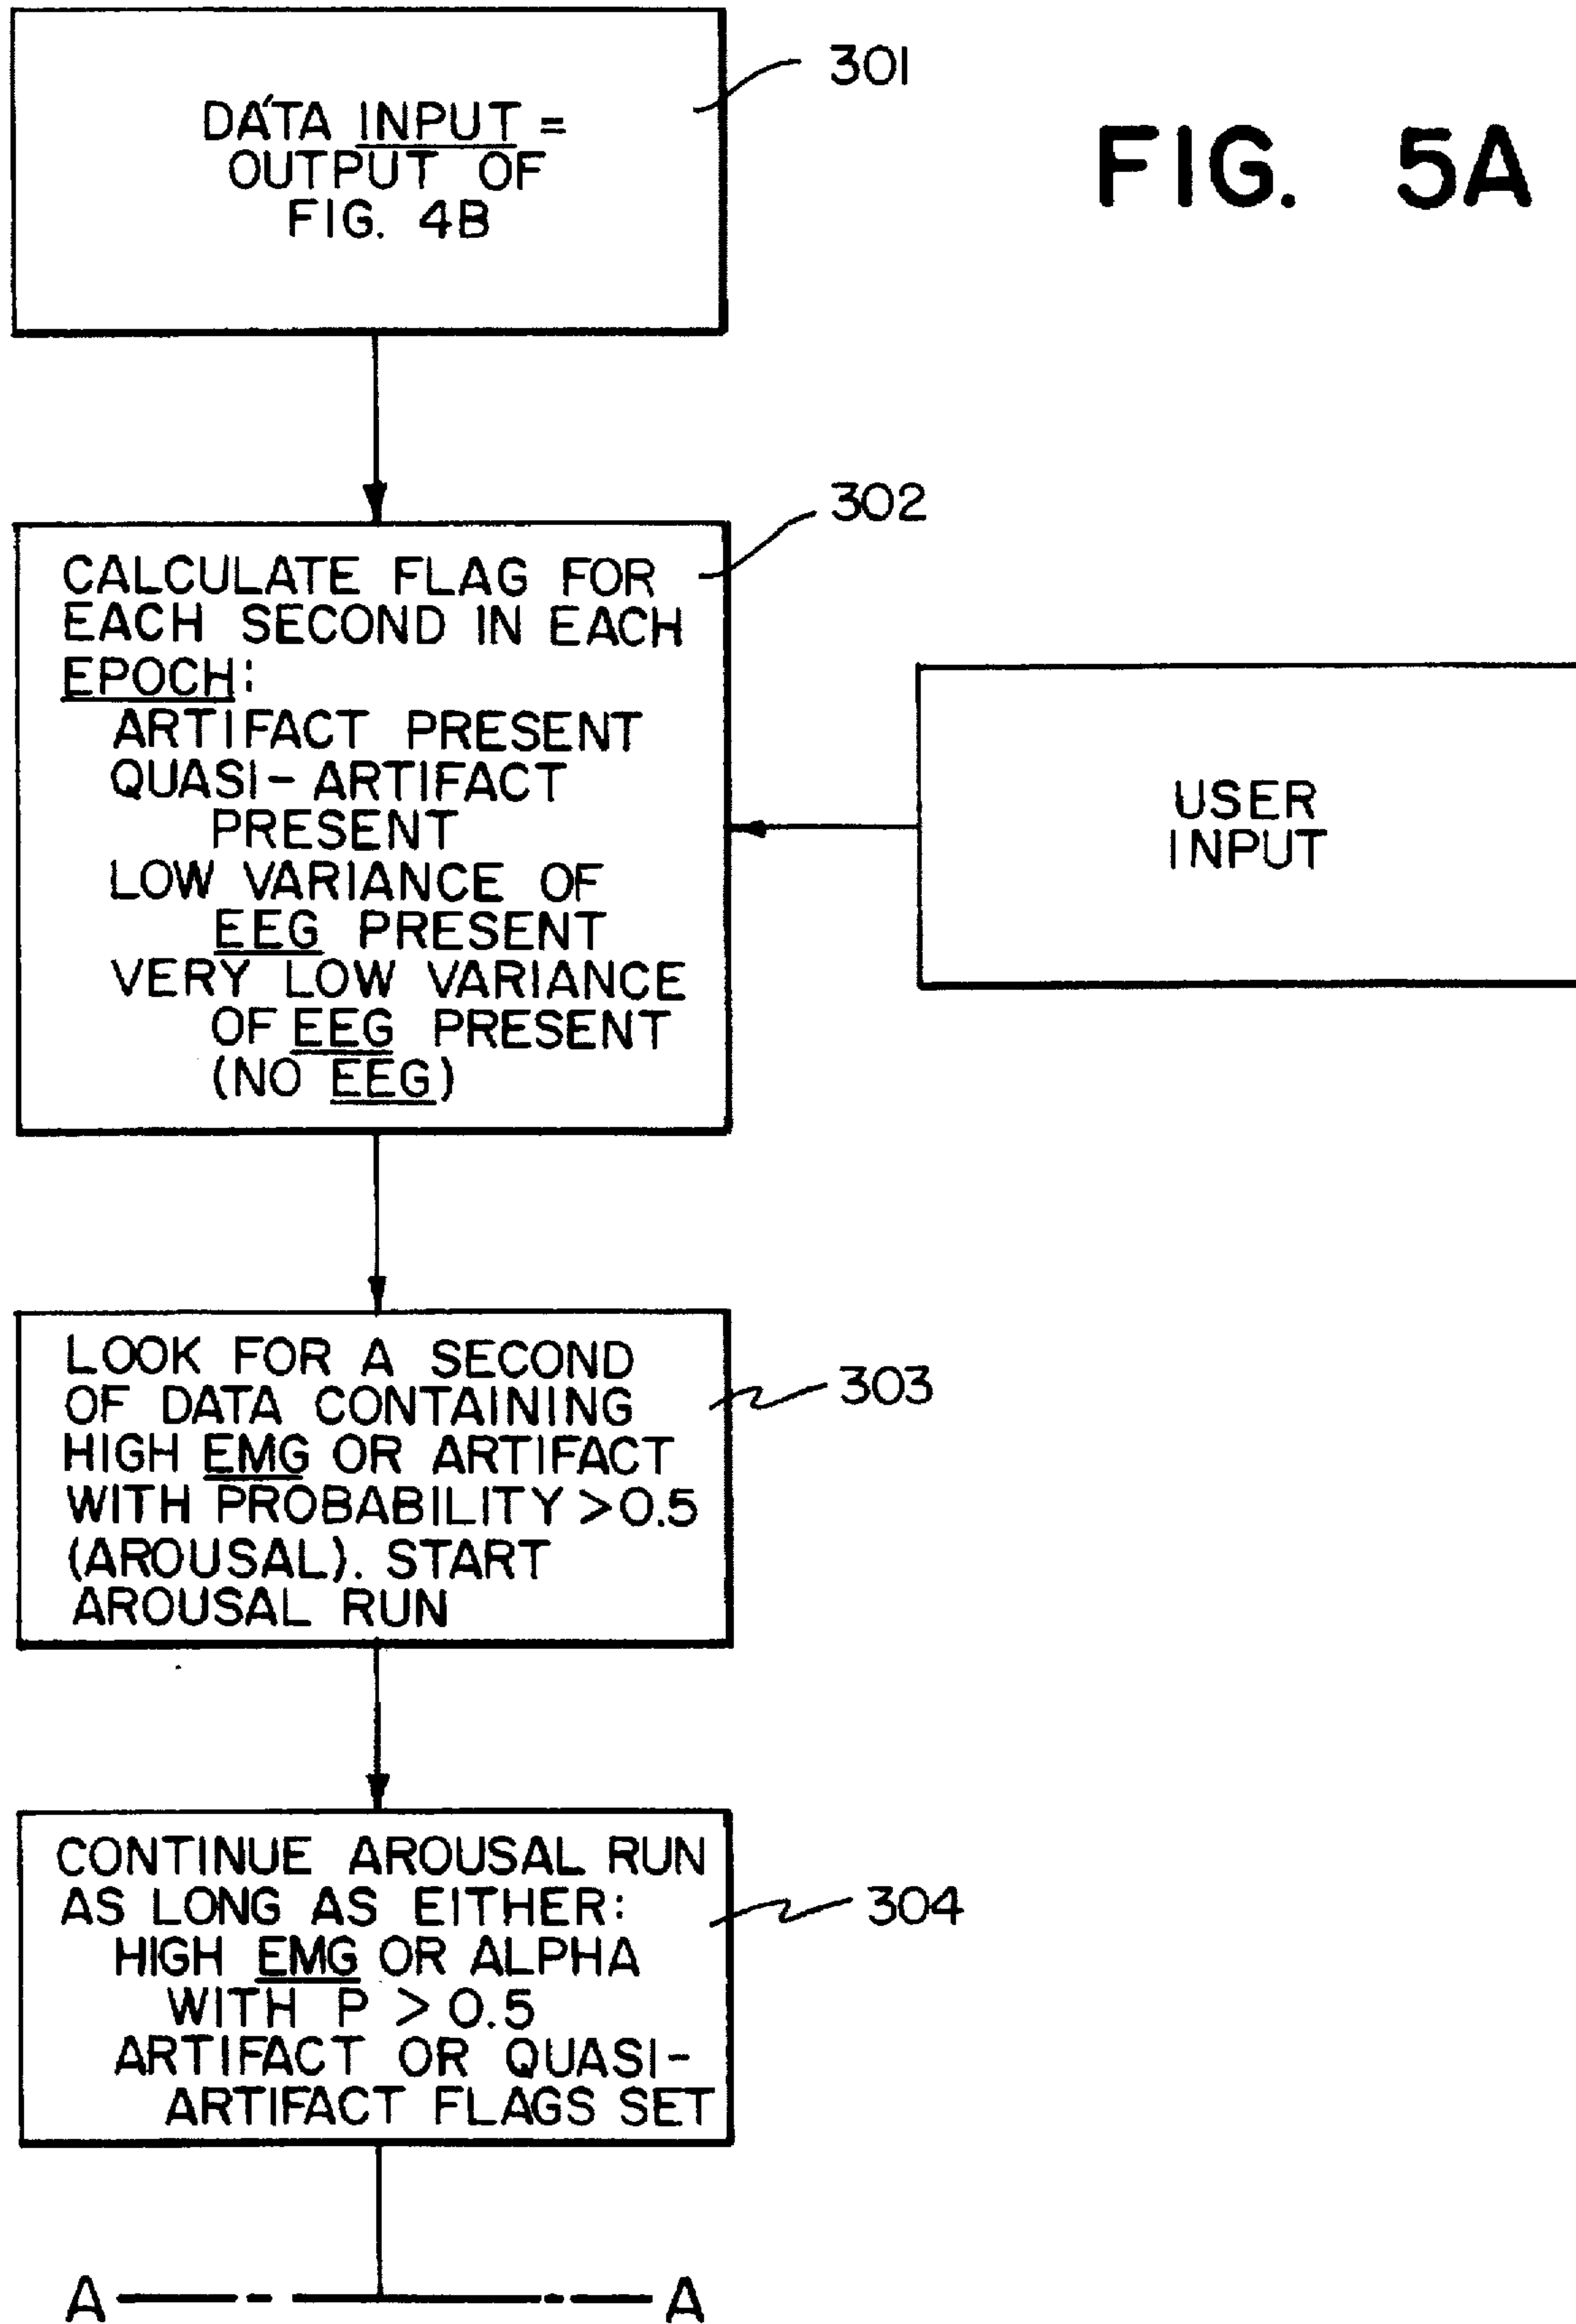 FIG. 5A
301
DATA INPUT =
OUTPUT OF
FIG. 4B
302
CALCULATE FLAG FOR
EACH SECOND IN EACH
EPOCH:
ARTIFACT PRESENT
QUASI-ARTIFACT
PRESENT
LOW VARIANCE OF
EEG PRESENT
VERY LOW VARIANCE
OF EEG PRESENT
(NO EEG)
USER
INPUT
303
LOOK FOR A SECOND
OF DATA CONTAINING
HIGH EMG OR ARTIFACT
WITH PROBABILITY >0.5
(AROUSAL). START
AROUSAL RUN
304
CONTINUE AROUSAL RUN
AS LONG AS EITHER:
HIGH EMG OR ALPHA
WITH P > 0.5
ARTIFACT OR QUASI-
ARTIFACT FLAGS SET
A A